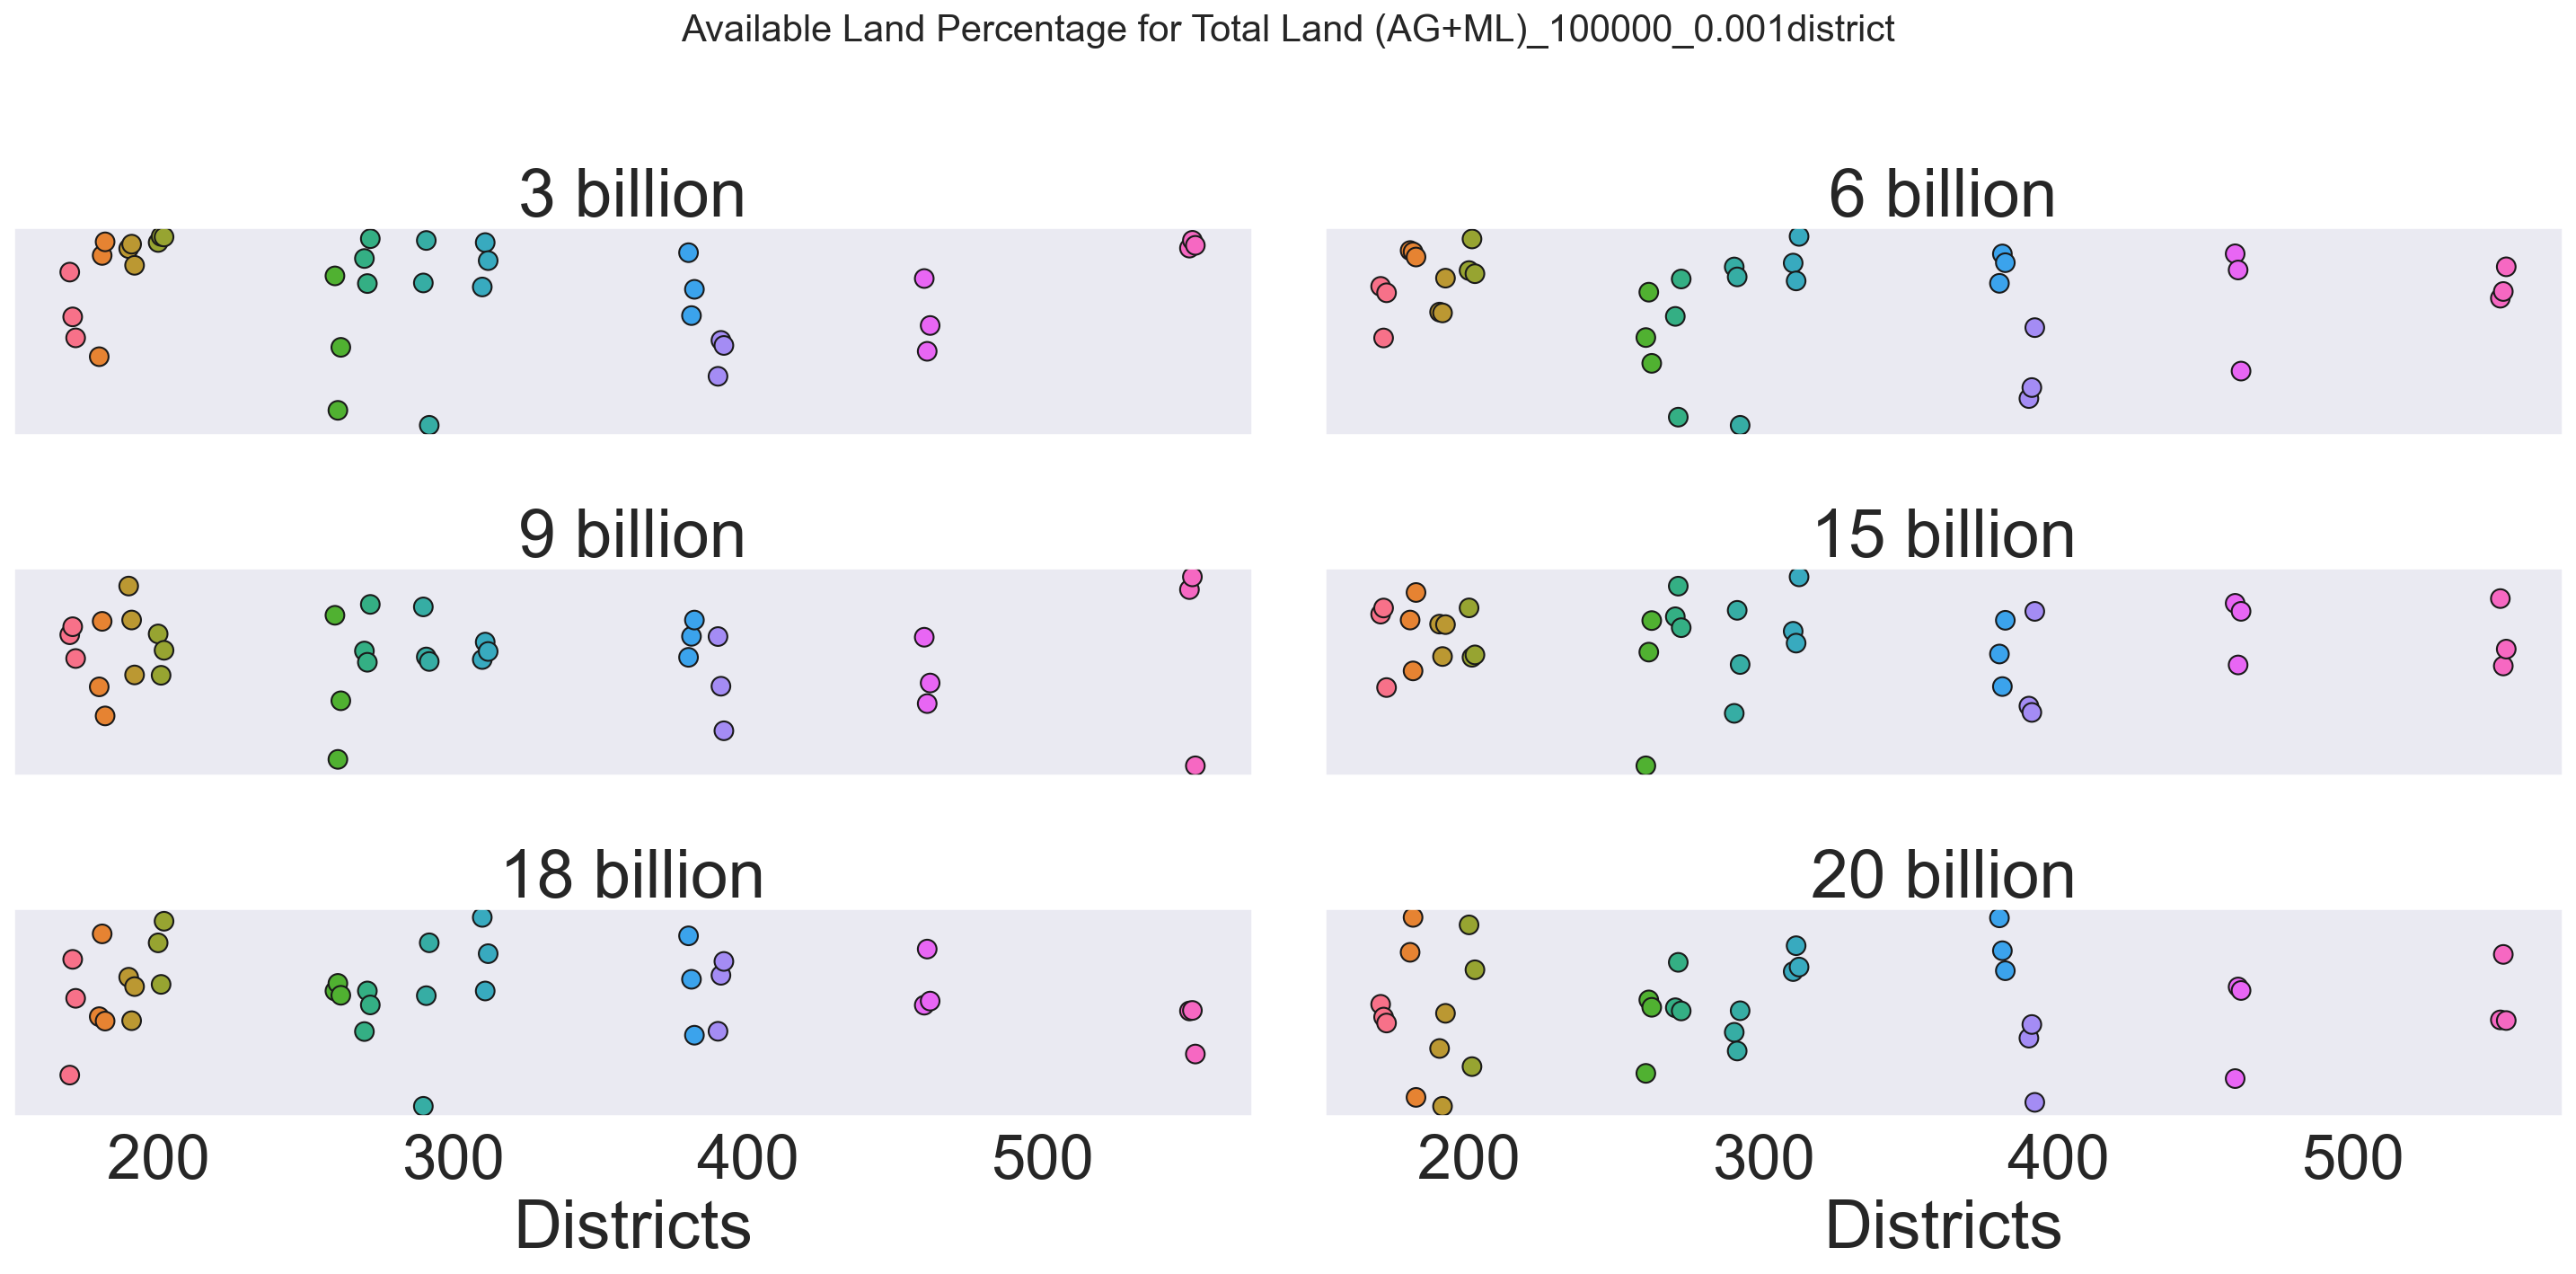 Available Land Percentage for Total Land (AG+ML)_100000_0.001district
3 billion
6 billion
9 billion
15 billion
18 billion
20 billion
200 300 400 500
200 300 400 500
Districts
Districts